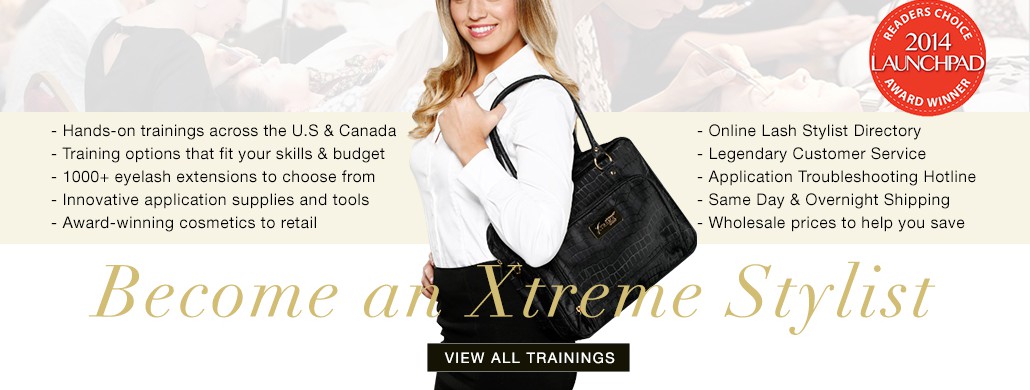 READERS CHOICE
2014
LAUNCHPAD
AWARD WINNER
- Hands-on trainings across the U.S & Canada
- Training options that fit your skills & budget
- 1000+ eyelash extensions to choose from
- Innovative application supplies and tools
- Award-winning cosmetics to retail
- Online Lash Stylist Directory
- Legendary Customer Service
- Application Troubleshooting Hotline
- Same Day & Overnight Shipping
- Wholesale prices to help you save
Become an Xtreme Stylist
VIEW ALL TRAININGS